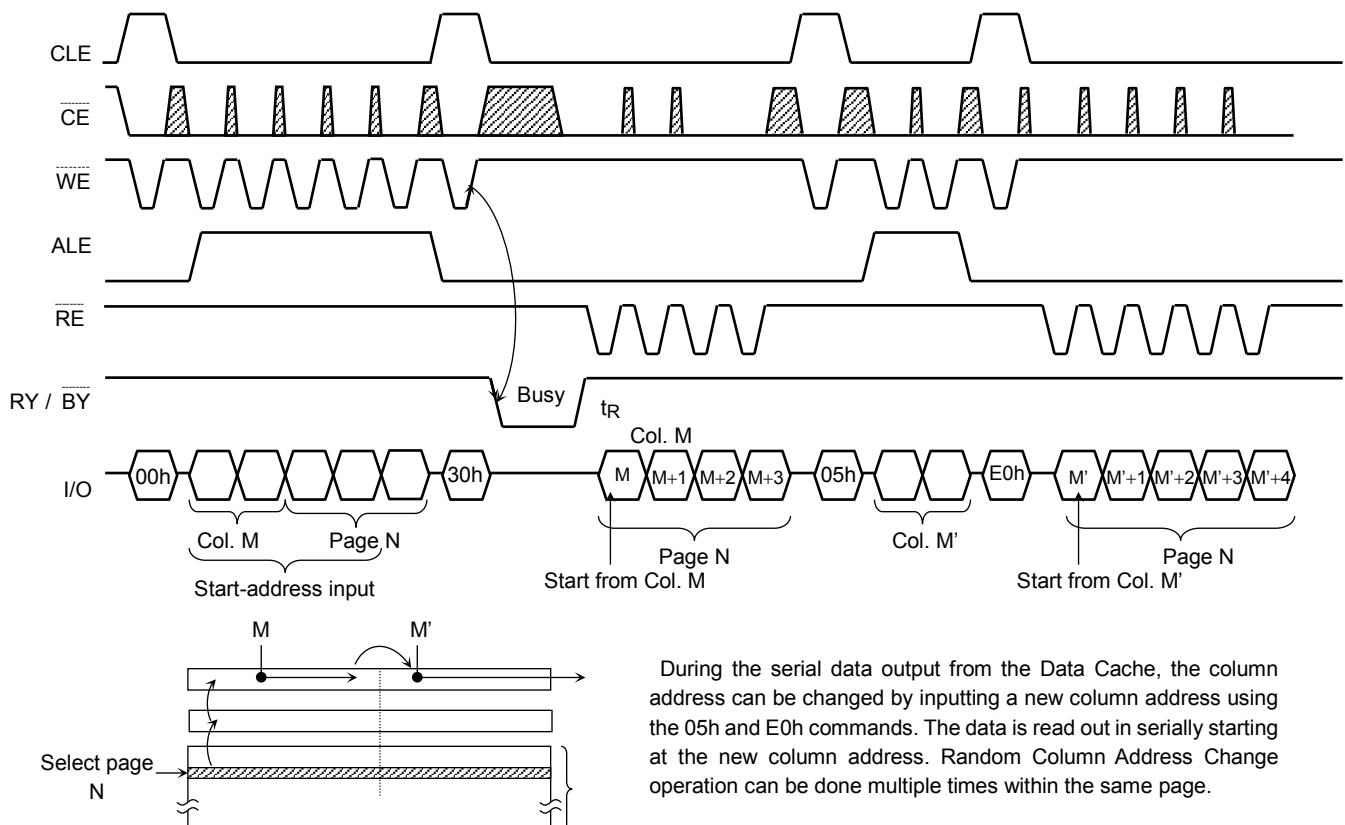 CLE
CE
WE
ALE
RE
RY / BY
Busy
tR
Col. M
I/O
00h
30h
M
M+1
M+2
M+3
05h
E0h
M'
M'+1
M'+2
M'+3
M'+4
Col. M
Page N
Start-address input
Page N
Start from Col. M
Col. M’
Page N
Start from Col. M’
M
M’
Select page
N
During the serial data output from the Data Cache, the column
address can be changed by inputting a new column address using
the 05h and E0h commands. The data is read out in serially starting
at the new column address. Random Column Address Change
operation can be done multiple times within the same page.